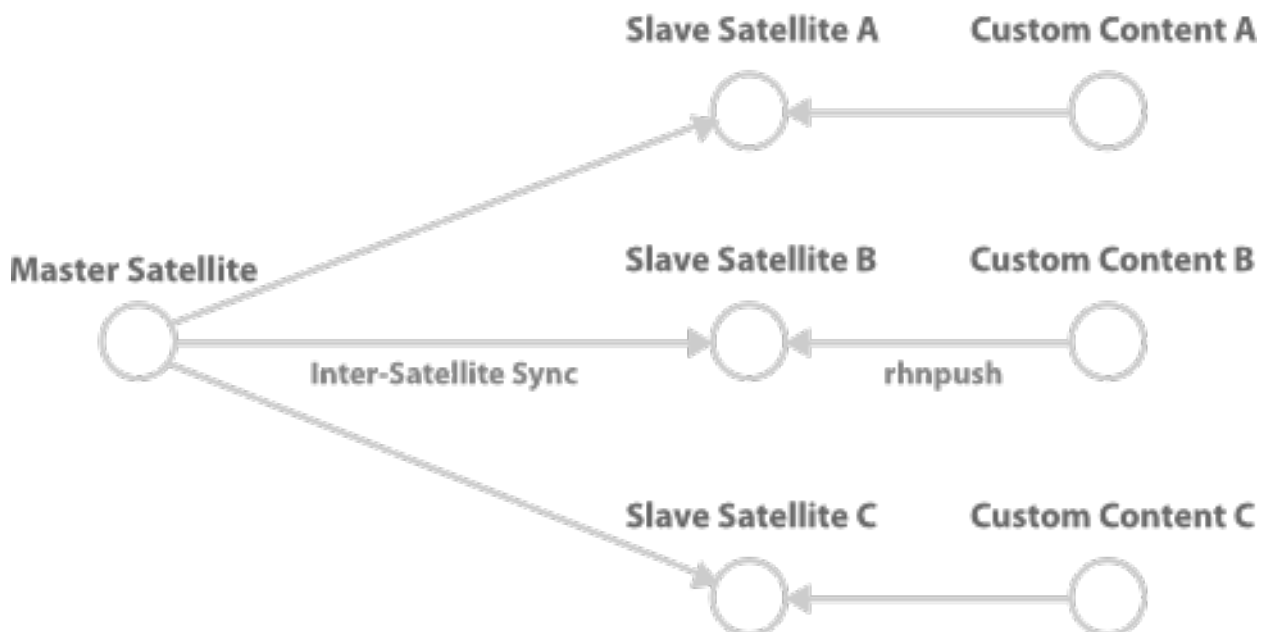 Slave Satellite A
Custom Content A
Master Satellite
Slave Satellite B
Custom Content B
Inter-Satellite Sync
rhnpush
Slave Satellite C
Custom Content C